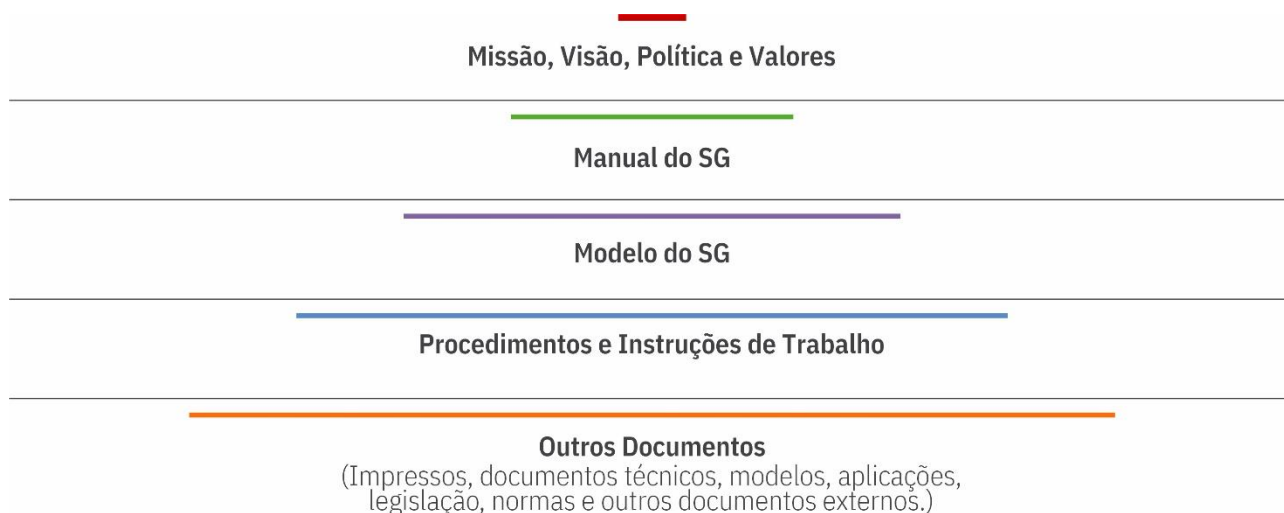 Missão, Visão, Política e Valores
Manual do SG
Modelo do SG
Procedimentos e Instruções de Trabalho
Outros Documentos
(Impressos, documentos técnicos, modelos, aplicações,
legislação, normas e outros documentos externos.)